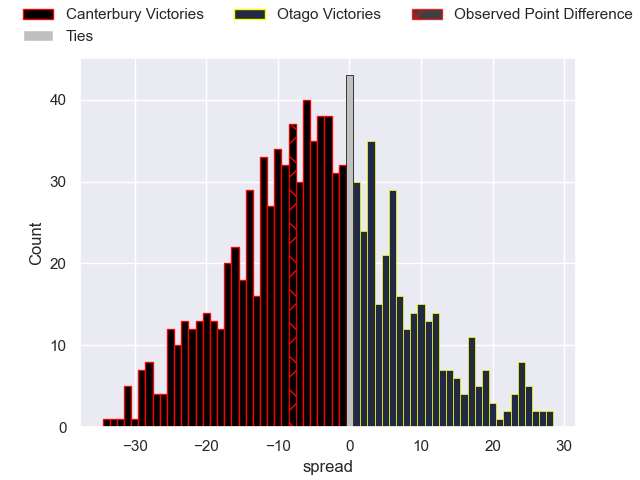 Canterbury Victories
Otago Victories
Observed Point Difference
Ties
40
30
20
10
0
Count
−30
−20
−10
0
10
20
30
spread